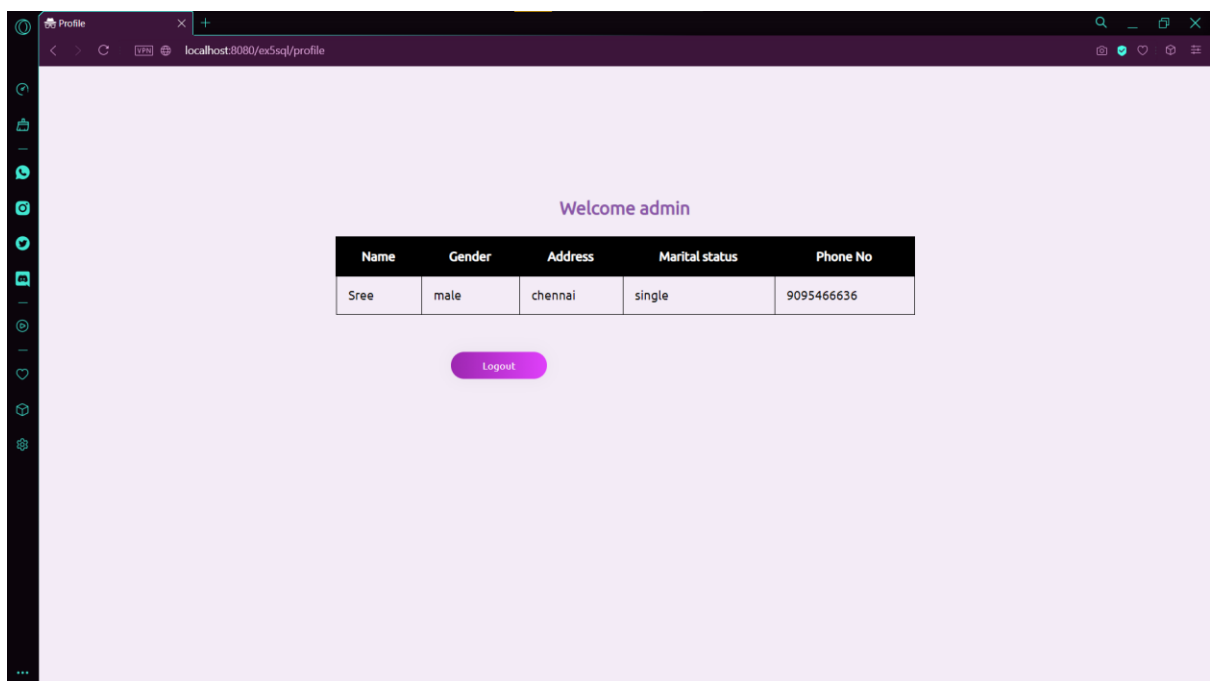 Profile
VPN localhost:8080/ex5sql/profile
Welcome admin
Name Gender Address Marital status Phone No
Sree male chennai single 9095466636
Logout